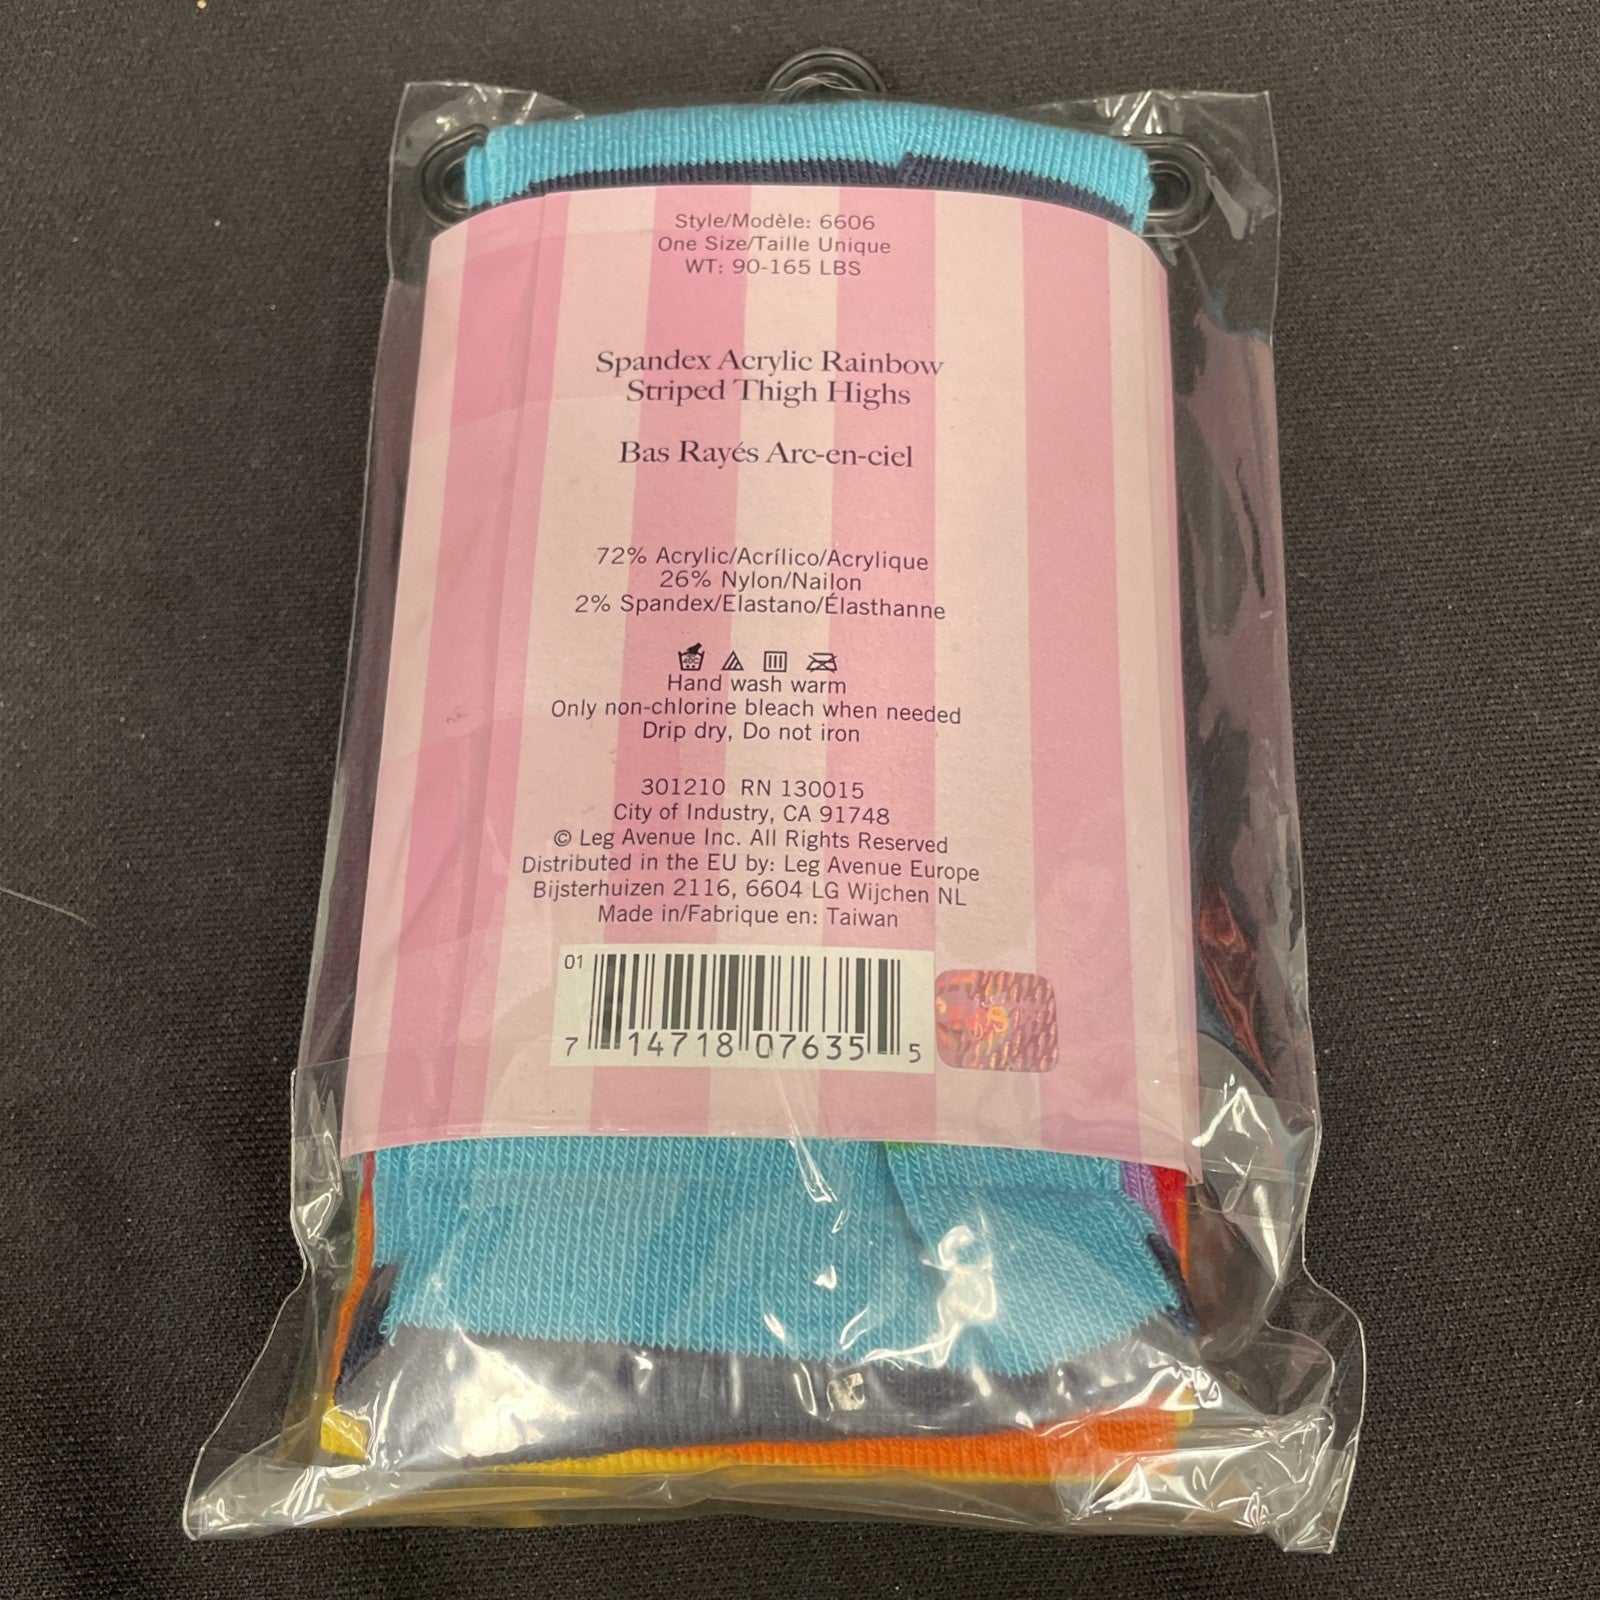 Style/Modèle: 6606
One Size/Taille Unique
WT: 90-165 LBS
Spandex Acrylic Rainbow
Striped Thigh Highs
Bas Rayés Arc-en-ciel
72% Acrylic/Acrílico/Acrylique
26% Nylon/Nailon
2% Spandex/Elastano/Élasthanne
Hand wash warm
Only non-chlorine bleach when needed
Drip dry, Do not iron
301210 RN 130015
City of Industry, CA 91748
© Leg Avenue Inc. All Rights Reserved
Distributed in the EU by: Leg Avenue Europe
Bijsterhuizen 2116, 6604 LG Wijchen NL
Made in/Fabrique en: Taiwan
01
7 14718 07635 5